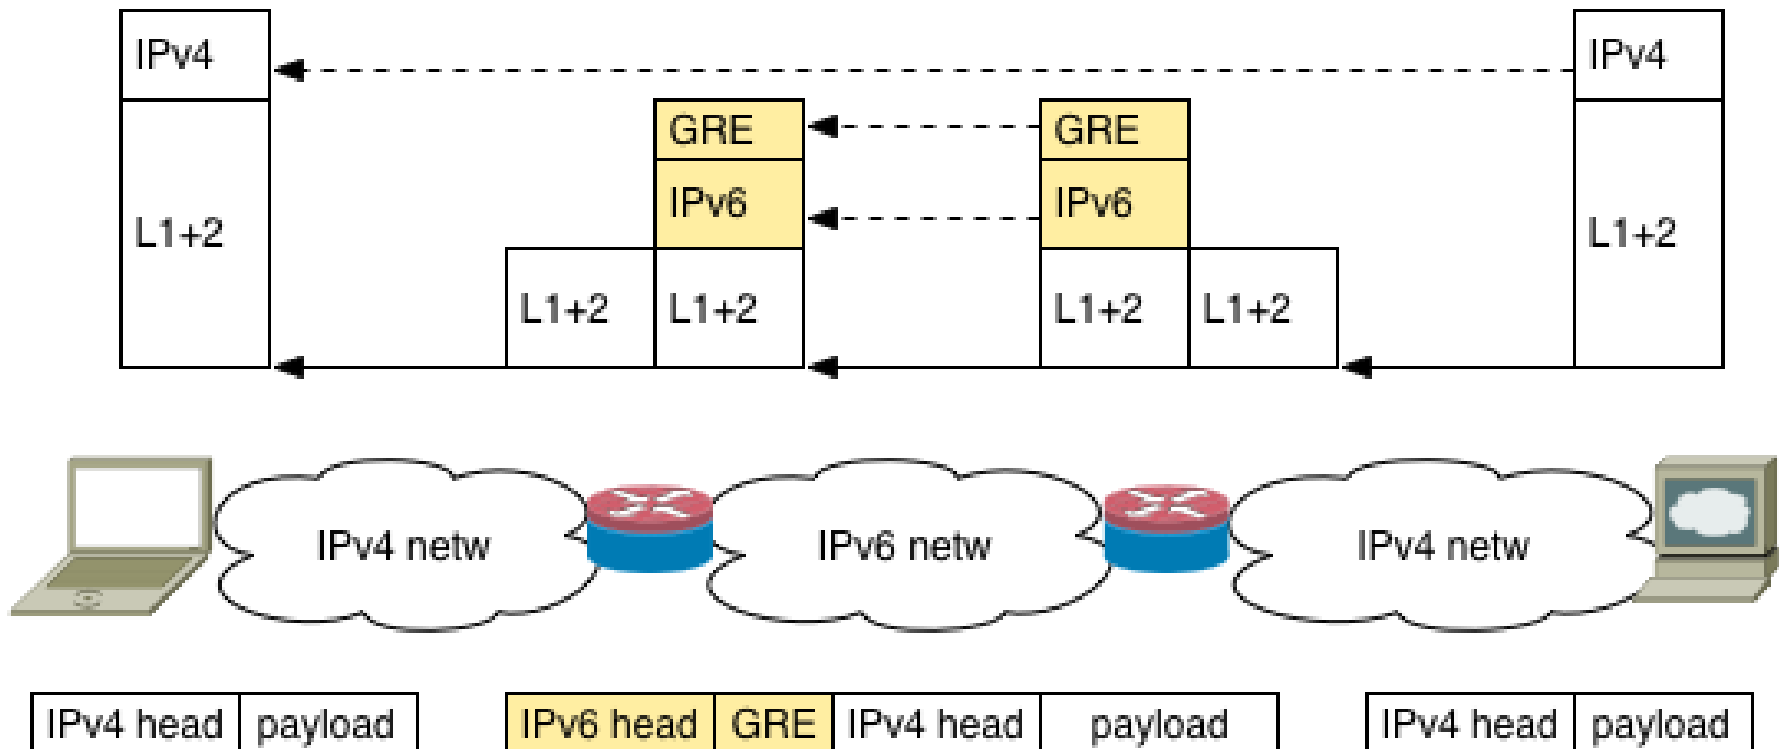 IPv4 IPv4
GRE GRE
L1+2 IPv6 IPv6 L1+2
L1+2 L1+2 L1+2 L1+2
IPv4 netw IPv6 netw IPv4 netw
IPv4 head payload IPv6 head GRE IPv4 head payload IPv4 head payload